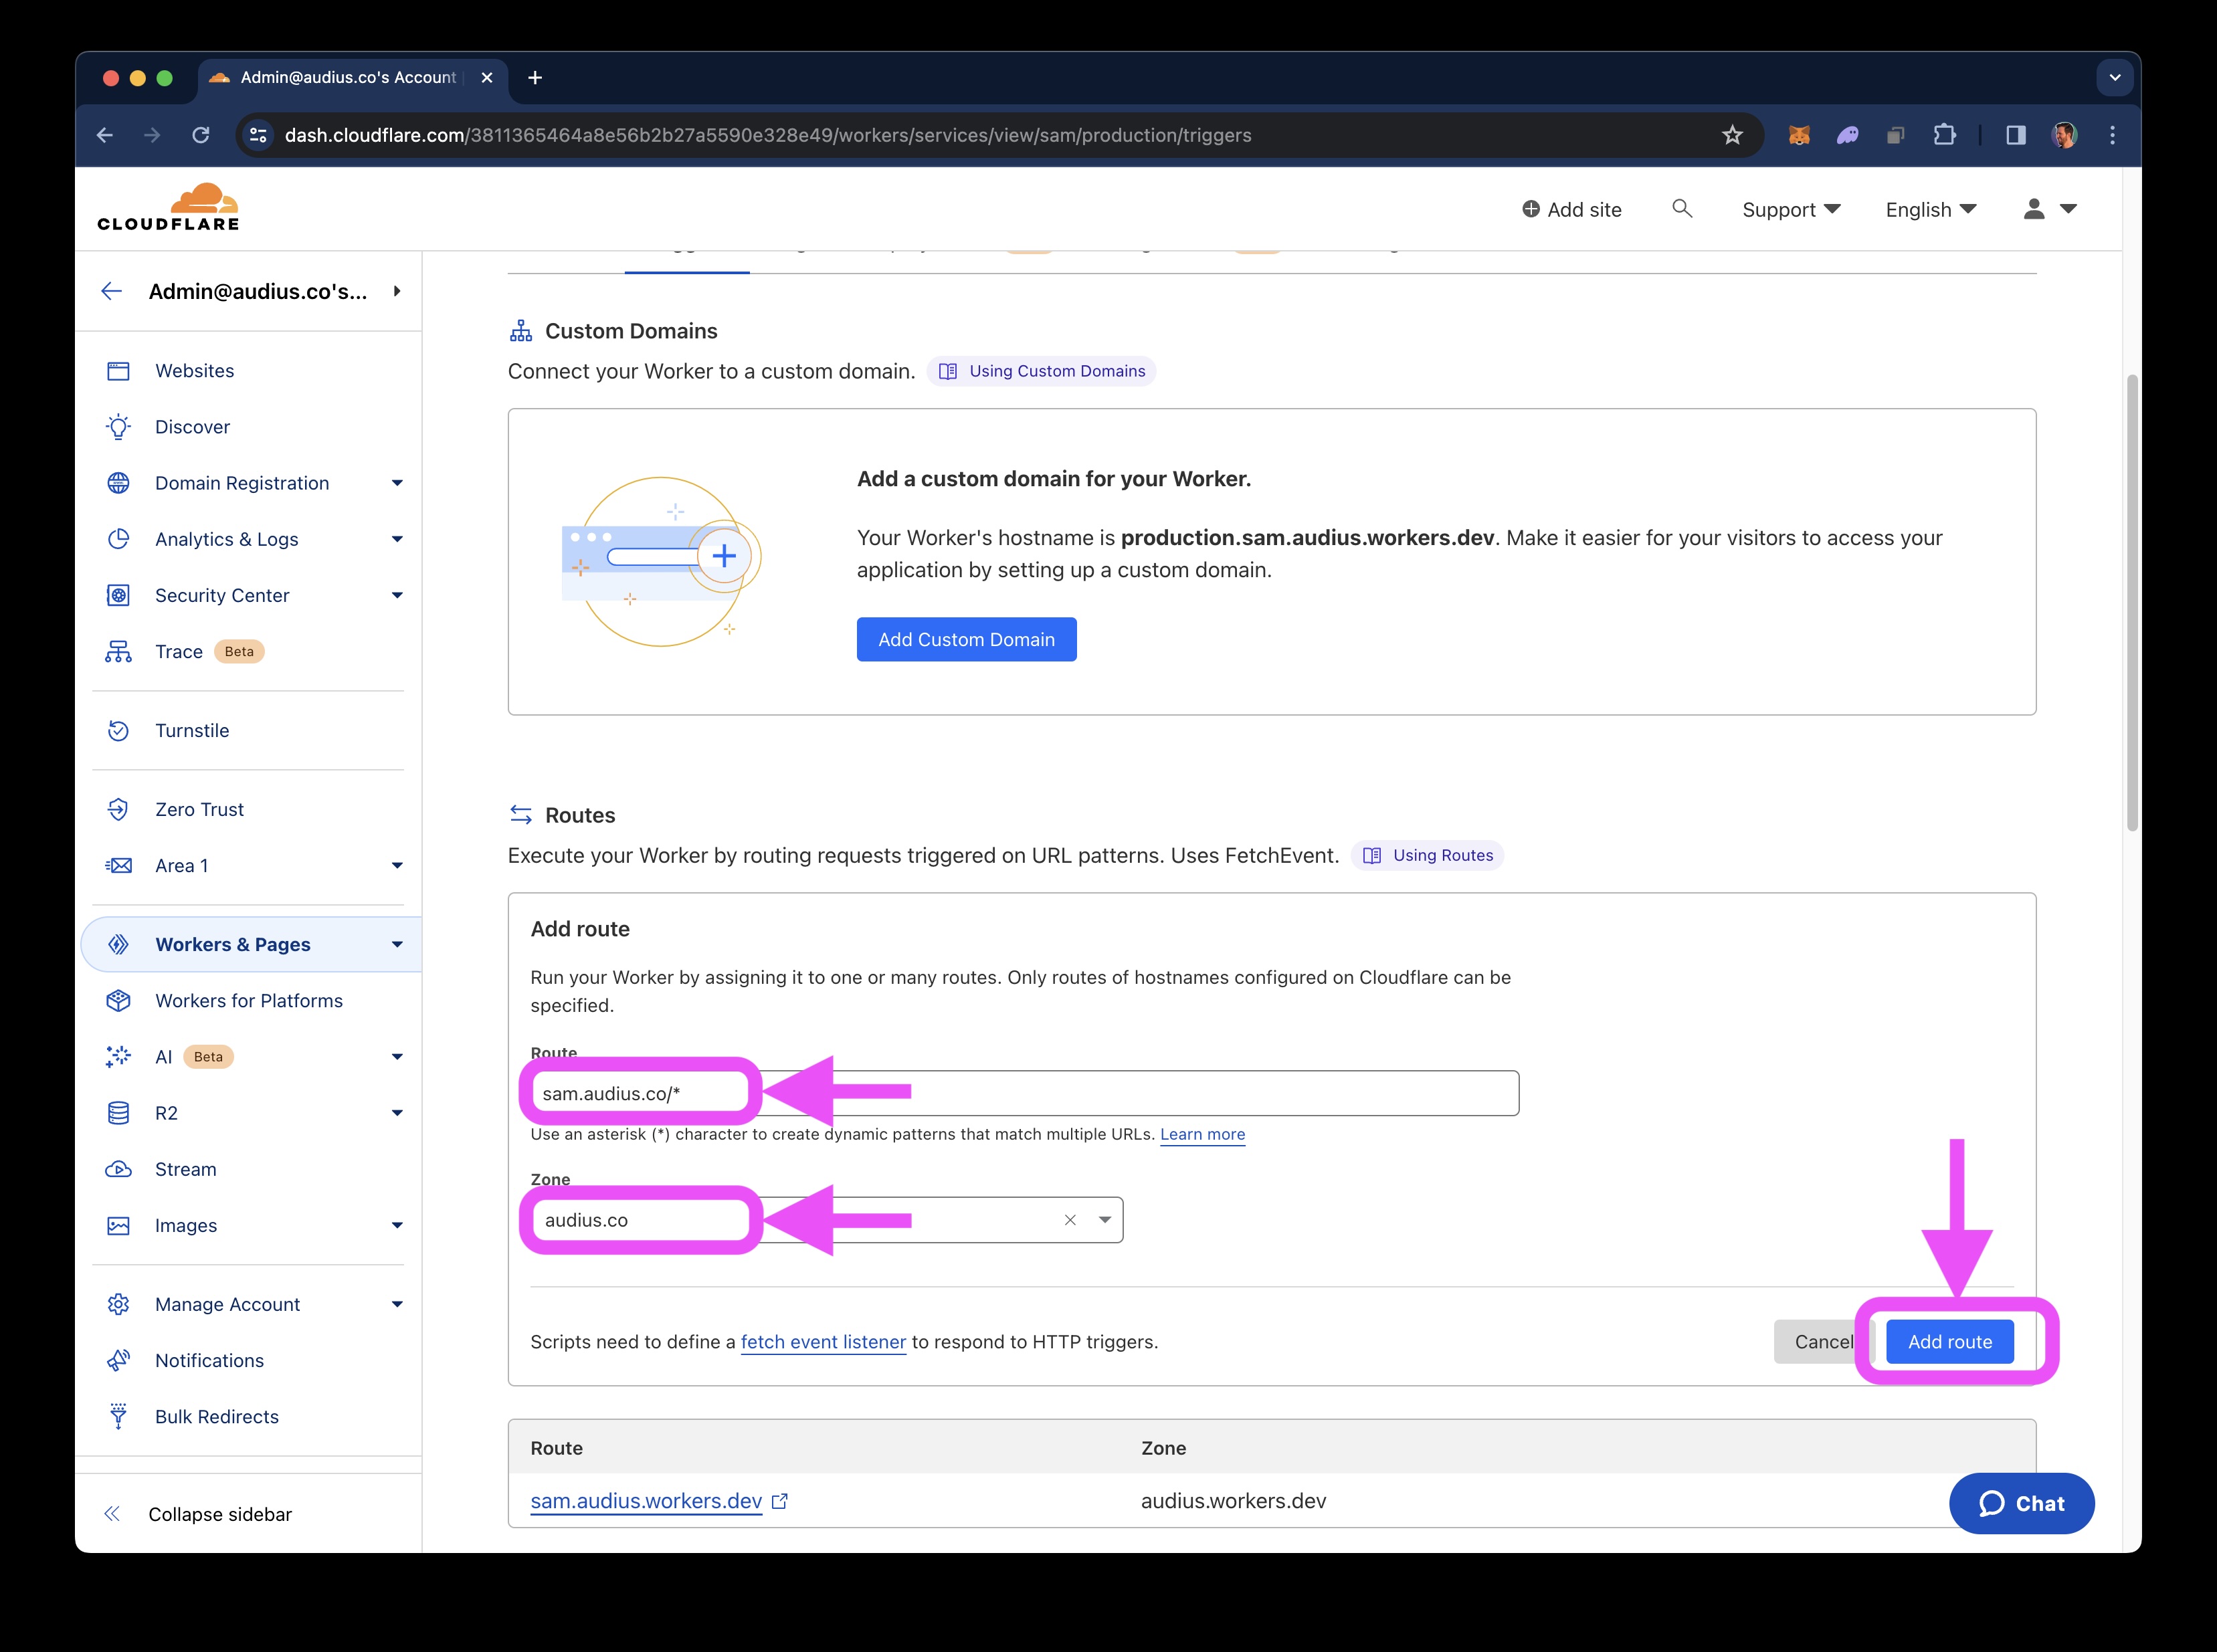 Admin@audius.co's Account
dash.cloudflare.com/3811365464a8e56b2b27a5590e328e49/workers/services/view/sam/production/triggers
CLOUDFLARE
Add site
Support
English
Admin@audius.co's...
Websites
Discover
Domain Registration
Analytics & Logs
Security Center
Trace Beta
Turnstile
Zero Trust
Area 1
Workers & Pages
Workers for Platforms
AI Beta
R2
Stream
Images
Manage Account
Notifications
Bulk Redirects
Collapse sidebar
Custom Domains
Connect your Worker to a custom domain. Using Custom Domains
Add a custom domain for your Worker.
Your Worker's hostname is production.sam.audius.workers.dev. Make it easier for your visitors to access your
application by setting up a custom domain.
Add Custom Domain
Routes
Execute your Worker by routing requests triggered on URL patterns. Uses FetchEvent. Using Routes
Add route
Run your Worker by assigning it to one or many routes. Only routes of hostnames configured on Cloudflare can be
specified.
Route
sam.audius.co/*
Use an asterisk (*) character to create dynamic patterns that match multiple URLs. Learn more
Zone
audius.co
Scripts need to define a fetch event listener to respond to HTTP triggers.
Cancel
Add route
Route Zone
sam.audius.workers.dev audius.workers.dev
Chat